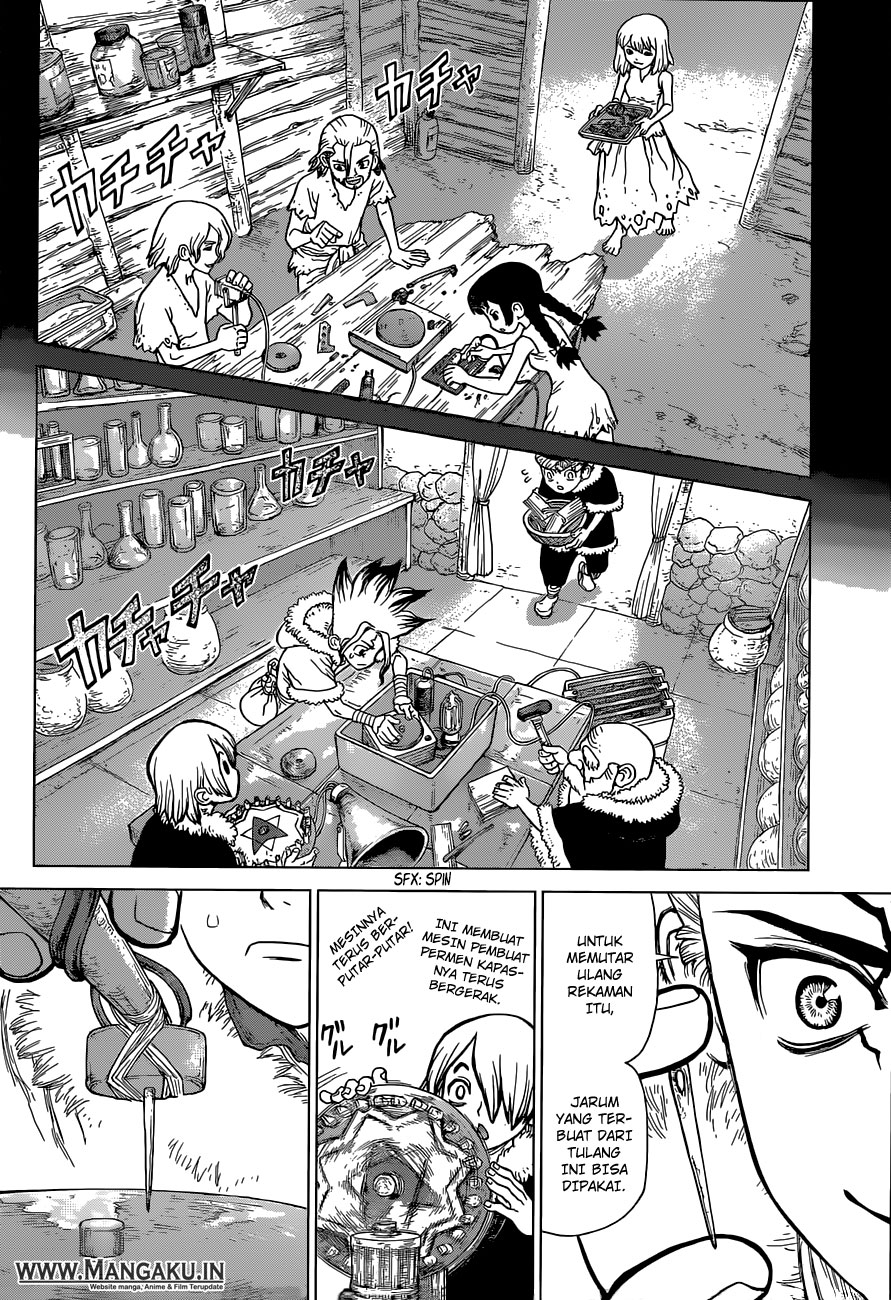 カチャ
カチチャ
カチャ
カチャチャ
SFX: SPIN
UNTUK
MEMUTAR
ULANG
REKAMAN
ITU,
JARUM
YANG TER-
BUAT DARI
TULANG
INI BISA
DIPAKAI.
INI MEMBUAT
MESIN PEMBUAT
PERMEN KAPAS-
NYA TERUS
BERGERAK.
MESINNYA
TERUS BER-
PUTAR-PUTAR!
グル
グル
WWW.MANGAKU.IN
Website manga, Anime & Film Terupdate